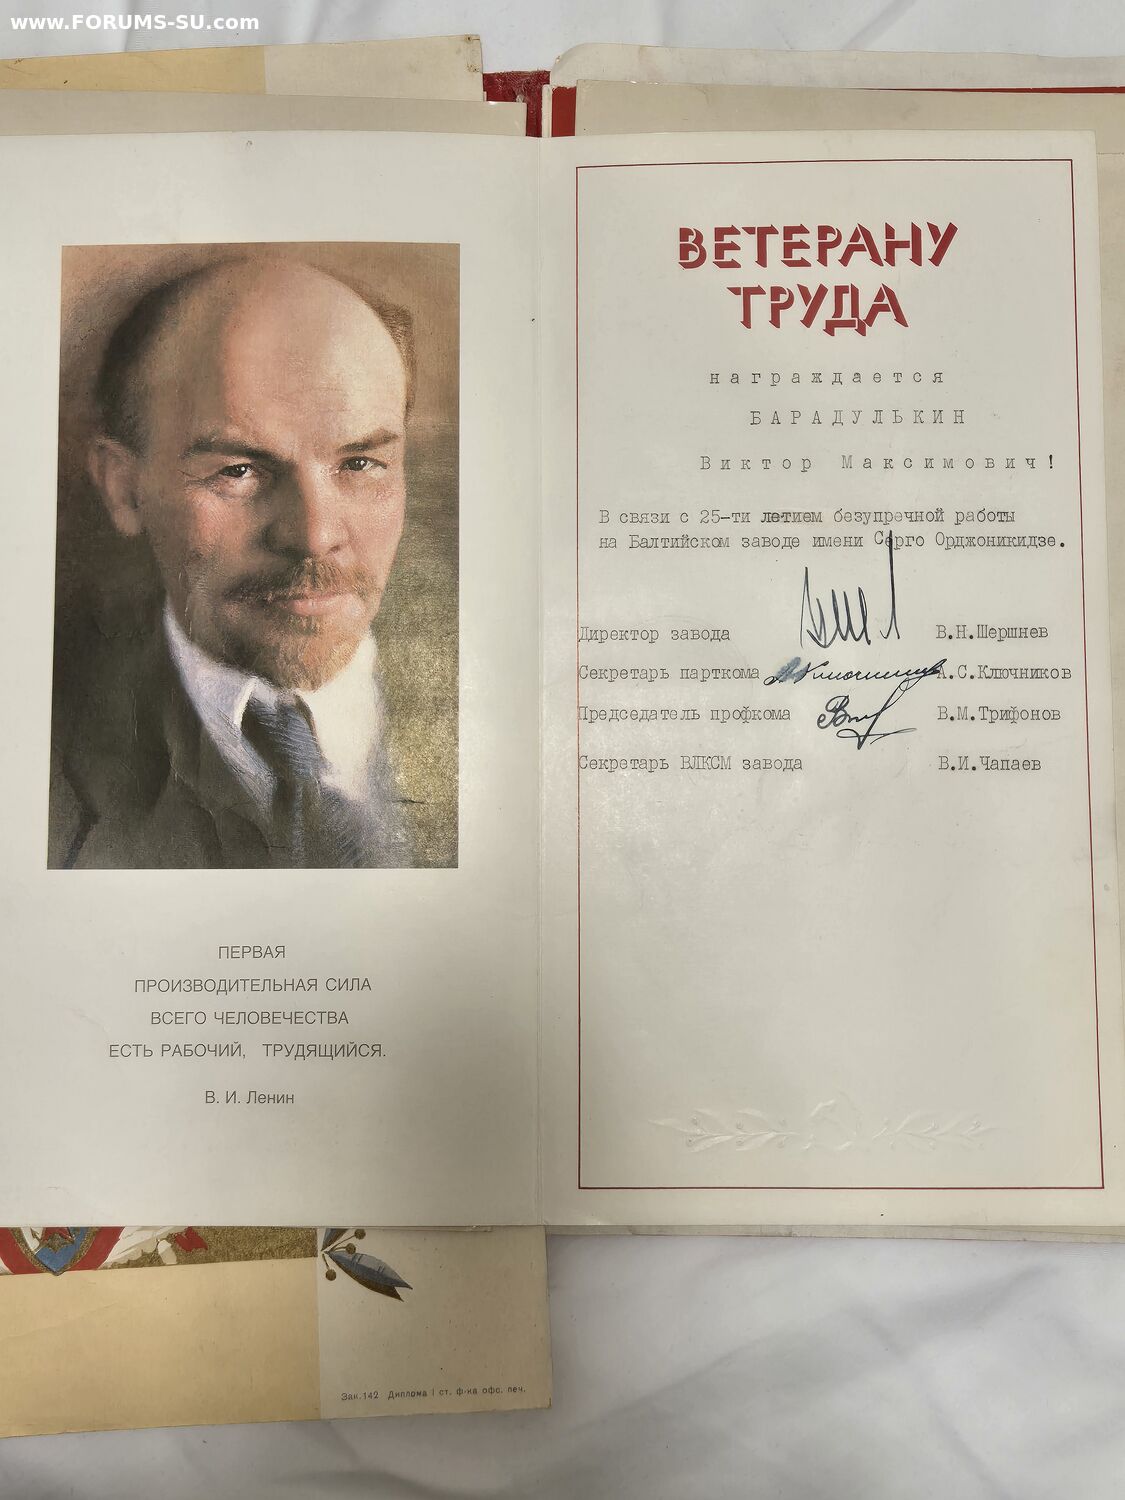 www.FORUMS-SU.com
ПЕРВАЯ
ПРОИЗВОДИТЕЛЬНАЯ СИЛА
ВСЕГО ЧЕЛОВЕЧЕСТВА
ЕСТЬ РАБОЧИЙ, ТРУДЯЩИЙСЯ.
В. И. Ленин
ВЕТЕРАНУ
ТРУДА
награждается
БАРАДУЛЬКИН
Виктор Максимович!
В связи с 25-ти летием безупречной работы
на Балтийском заводе имени Серго Орджоникидзе.
Директор завода В.Н.Шершнев
Секретарь парткома А.С.Ключников
Председатель профкома В.М.Трифонов
Секретарь ВЛКСМ завода В.И.Чапаев
Зак.142 Диплома I ст. ф-ка офс. печ.